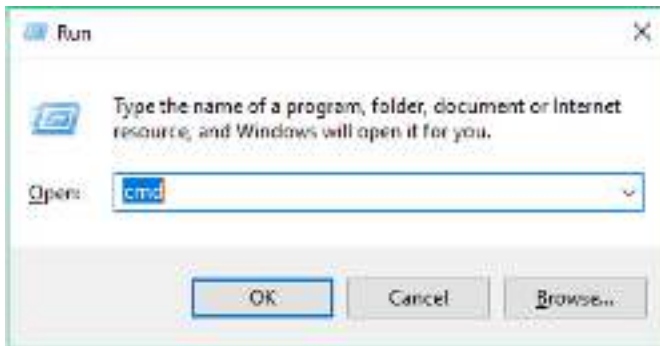 Run
Type the name of a program, folder, document or Internet
resource, and Windows will open it for you.
Open: cmd
OK Cancel Browse...